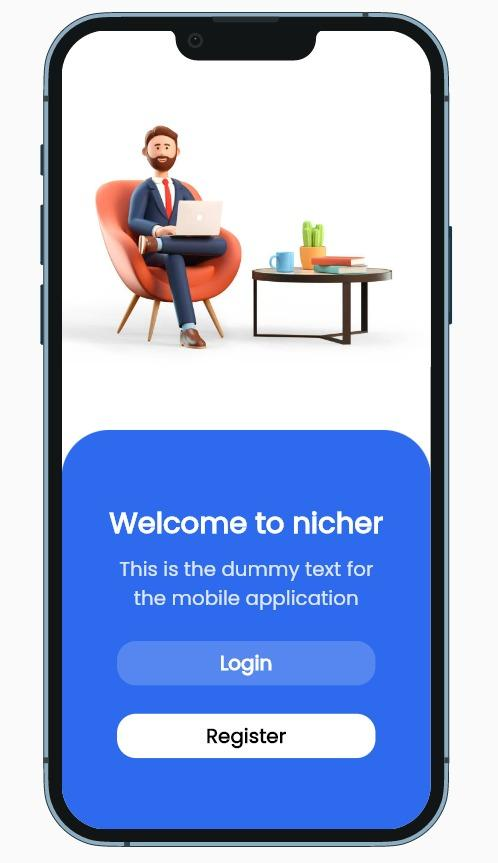 Welcome to nicher
This is the dummy text for
the mobile application
Login
Register